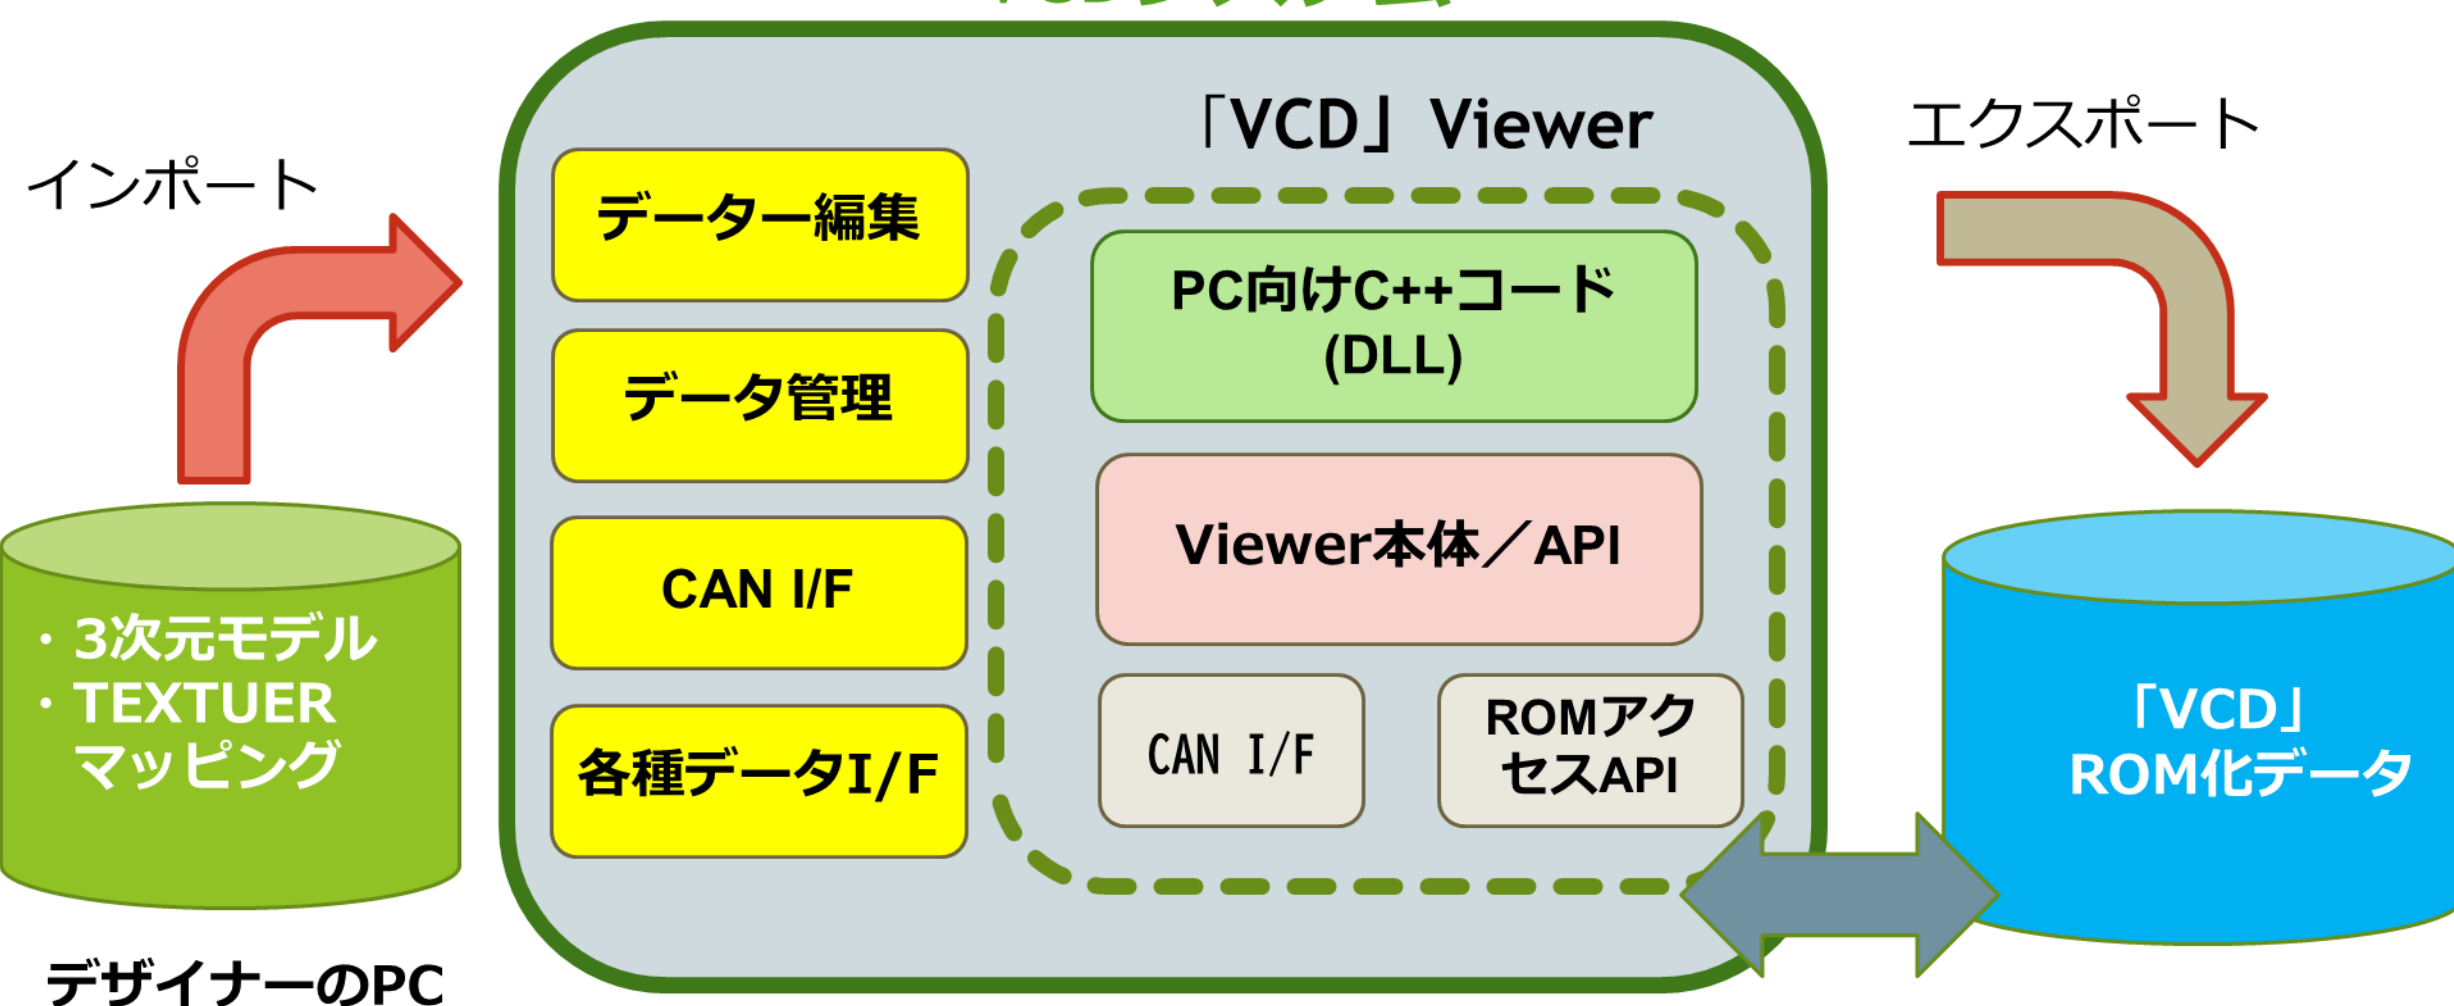 「VCD」 Viewer
エクスポート
インポート
データー編集
データ管理
CAN I/F
各種データI/F
PC向けC++コード
(DLL)
Viewer本体／API
CAN I/F
ROMアク
セスAPI
・3次元モデル
・TEXTUER
マッピング
「VCD」
ROM化データ
デザイナーのPC